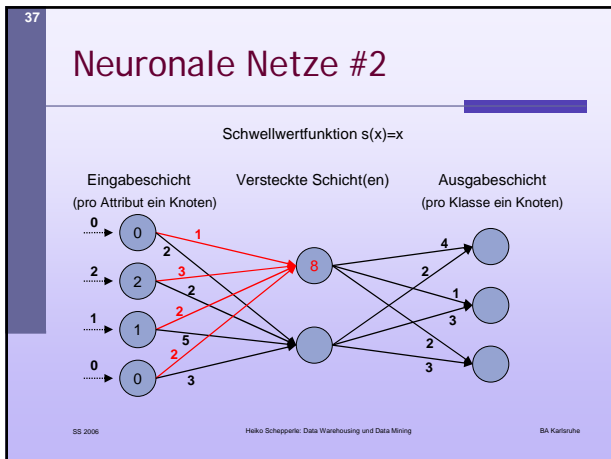 37
Neuronale Netze #2
Schwellwertfunktion s(x)=x
Eingabeschicht Versteckte Schicht(en) Ausgabeschicht
(pro Attribut ein Knoten) (pro Klasse ein Knoten)
0 0 1 4
2 8 2
2 2 3
2 1
1 1 2 3
5
2 2
0 0 3 3
SS 2006 Heiko Schepperle: Data Warehousing und Data Mining BA Karlsruhe